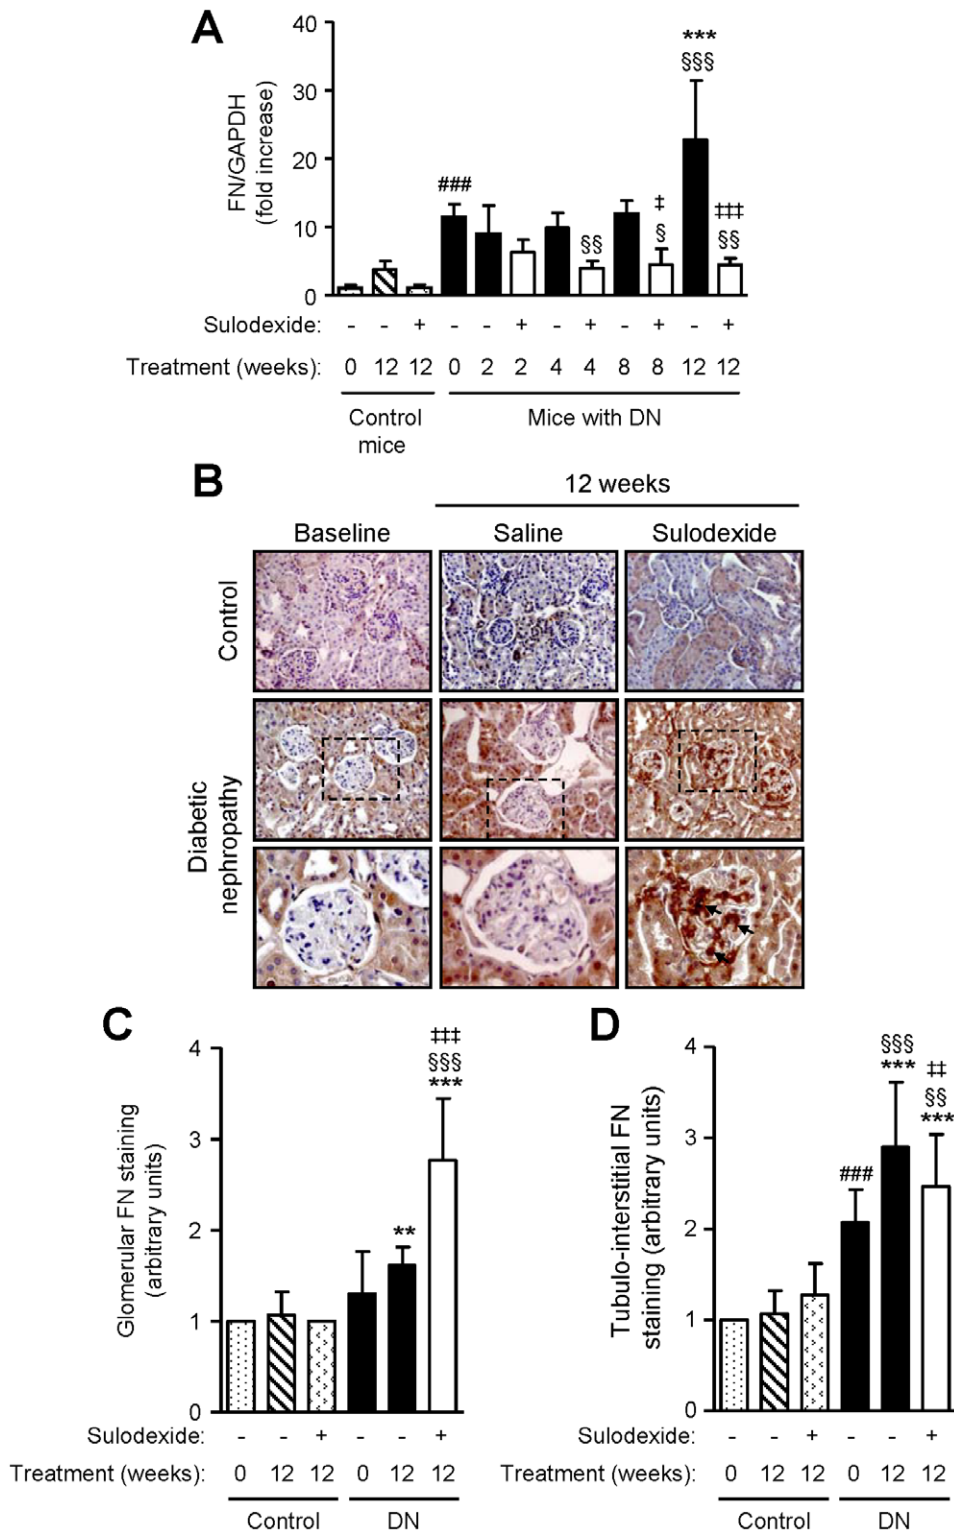 A
FN/GAPDH
(fold increase)
40
30
20
10
0
###
§§
‡
§
***
§§§
‡‡‡
§§
Sulodexide: - - + - - + - + - + - +
Treatment (weeks): 0 12 12 0 2 2 4 4 8 8 12 12
Control
mice
Mice with DN
B
12 weeks
Baseline Saline Sulodexide
Control
Diabetic
nephropathy
C
Glomerular FN staining
(arbitrary units)
4
3
2
1
0
**
‡‡‡
§§§
***
Sulodexide: - - + - - +
Treatment (weeks): 0 12 12 0 12 12
Control DN
D
Tubulo-interstitial FN
staining (arbitrary units)
4
3
2
1
0
###
§§§
***
‡‡
§§
***
Sulodexide: - - + - - +
Treatment (weeks): 0 12 12 0 12 12
Control DN